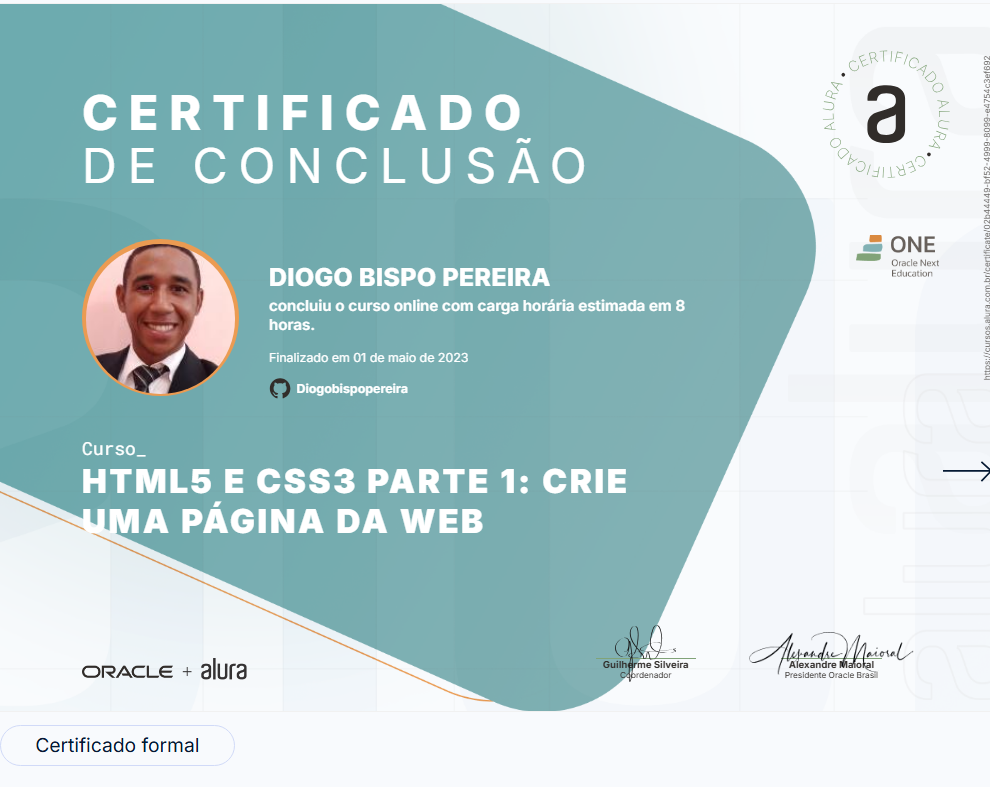 CERTIFICADO
DE CONCLUSÃO
CERTIFICADO ALURA • CERTIFICADO ALURA •
a
ONE
Oracle Next
Education
https://cursos.alura.com.br/certificate/02b44449-bf52-4999-8099-e4754c3ef692
DIOGO BISPO PEREIRA
concluiu o curso online com carga horária estimada em 8
horas.
Finalizado em 01 de maio de 2023
Diogobispopereira
Curso_
HTML5 E CSS3 PARTE 1: CRIE
UMA PÁGINA DA WEB
ORACLE + alura
Guilherme Silveira
Coordenador
Alexandre Maioral
Alexandre Maioral
Presidente Oracle Brasil
Certificado formal